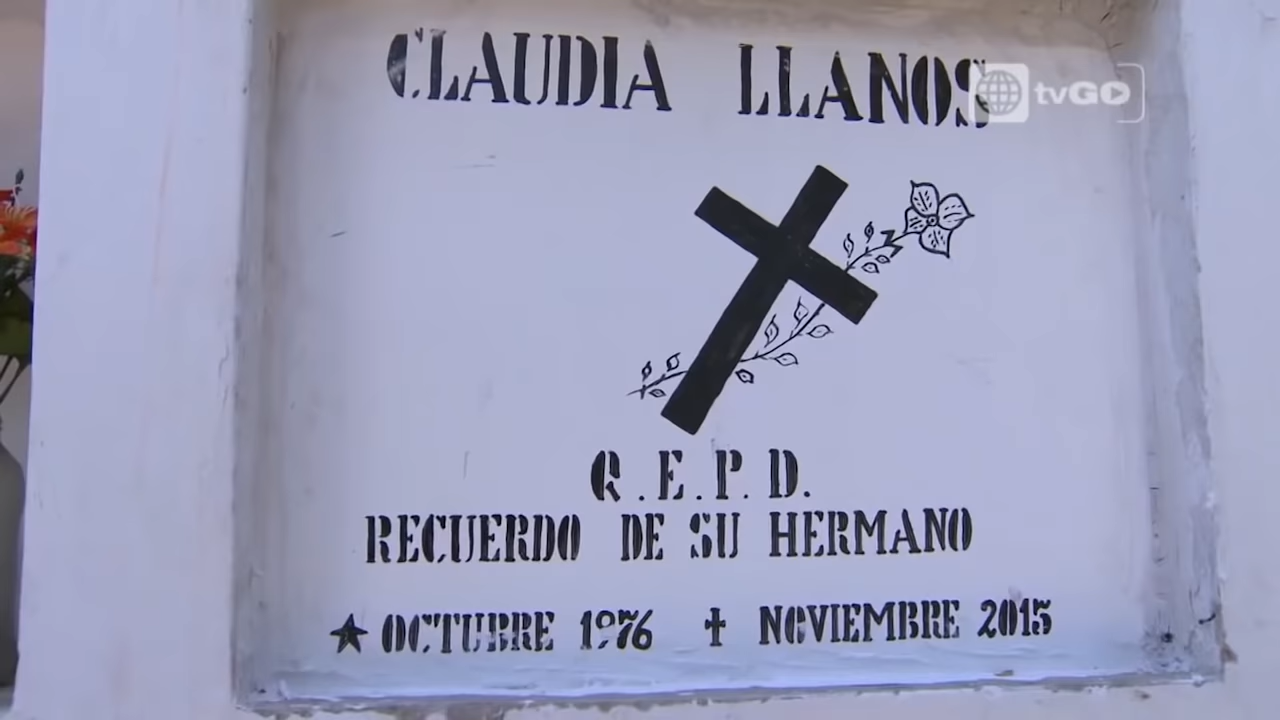 CLAUDIA LLANOS
tvGO
Q.E.P.D.
RECUERDO DE SU HERMANO
OCTUBRE 1976 NOVIEMBRE 2015